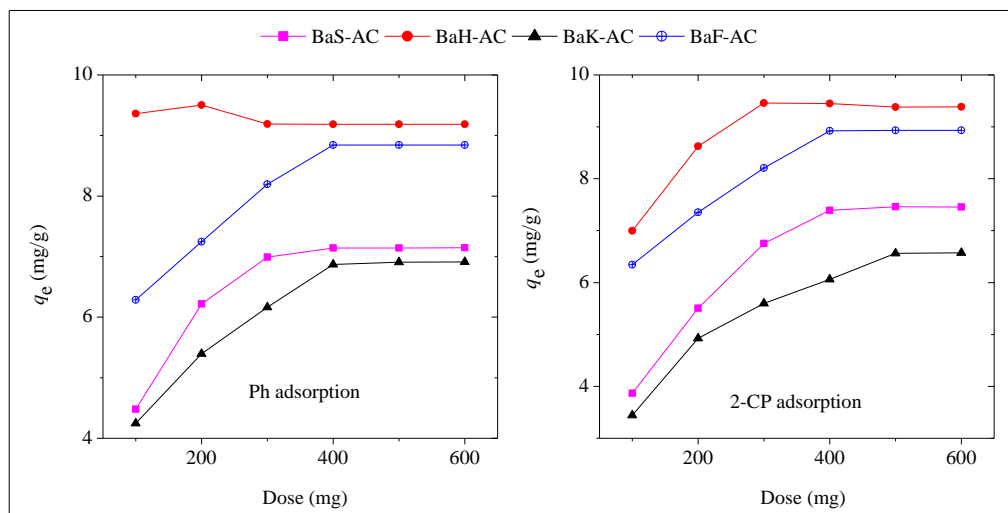 BaS-AC BaH-AC BaK-AC BaF-AC
10
8
6
4
qe (mg/g)
200 400 600
Dose (mg)
Ph adsorption
10
8
6
4
qe (mg/g)
200 400 600
Dose (mg)
2-CP adsorption